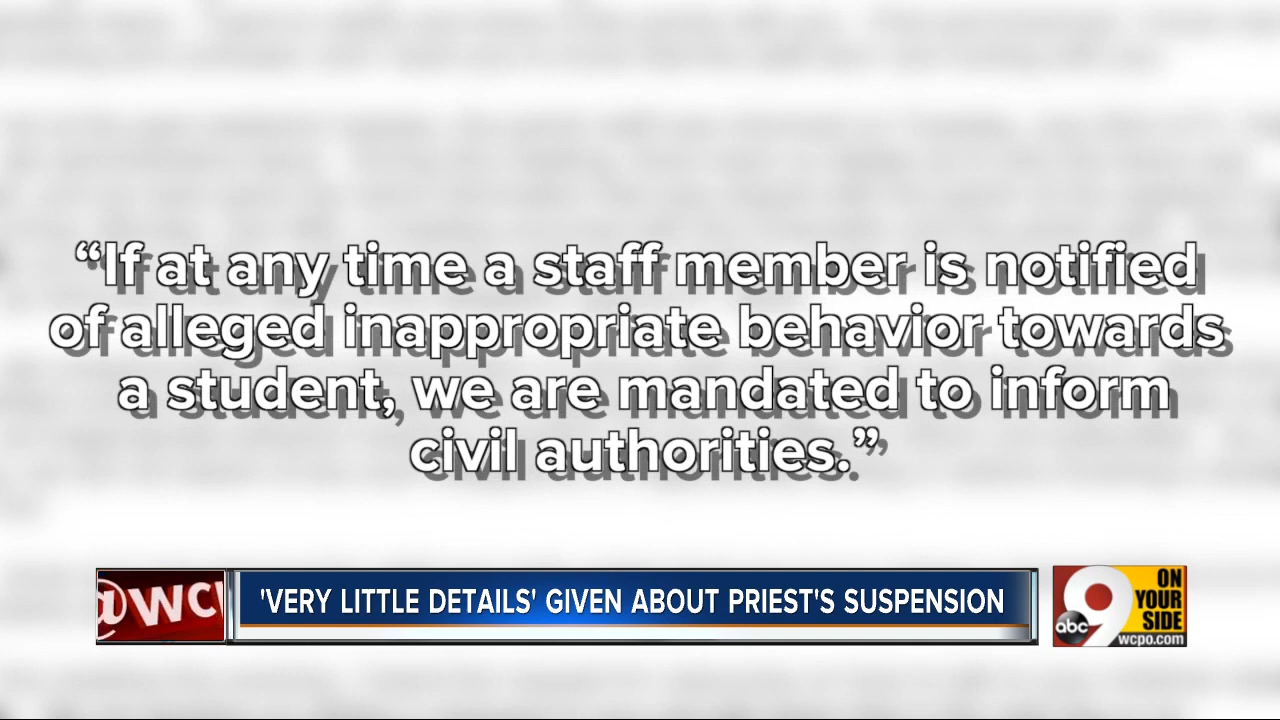 “If at any time a staff member is notified
of alleged inappropriate behavior towards
a student, we are mandated to inform
civil authorities.”
@WC
'VERY LITTLE DETAILS' GIVEN ABOUT PRIEST'S SUSPENSION
abc 9
ON
YOUR
SIDE
wcpo.com